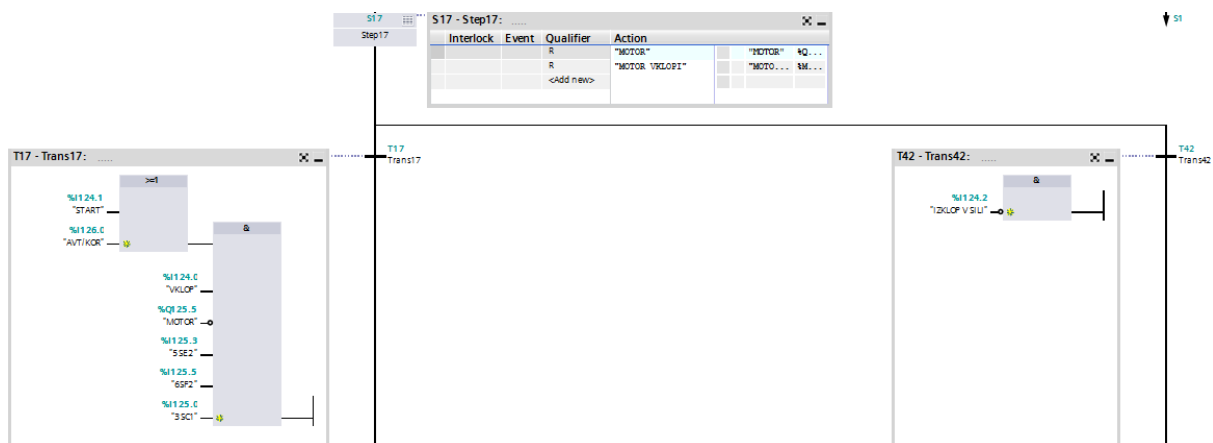 S17
Step17
S17 - Step17: .....
Interlock Event Qualifier Action
R "MOTOR" "MOTOR" %Q...
R "MOTOR VKLOPI" "MOTO... %M...
<Add new>
S1
T17 - Trans17: .....
T17
Trans17
>=1
%I124.1
"START"
%I126.0
"AVT/KOR"
&
%I124.0
"VKLOP"
%Q125.5
"MOTOR"
%I125.3
"5SE2"
%I125.5
"6SF2"
%I125.0
"3SC1"
T42 - Trans42: .....
T42
Trans42
&
%I124.2
"IZKLOP V SILI"